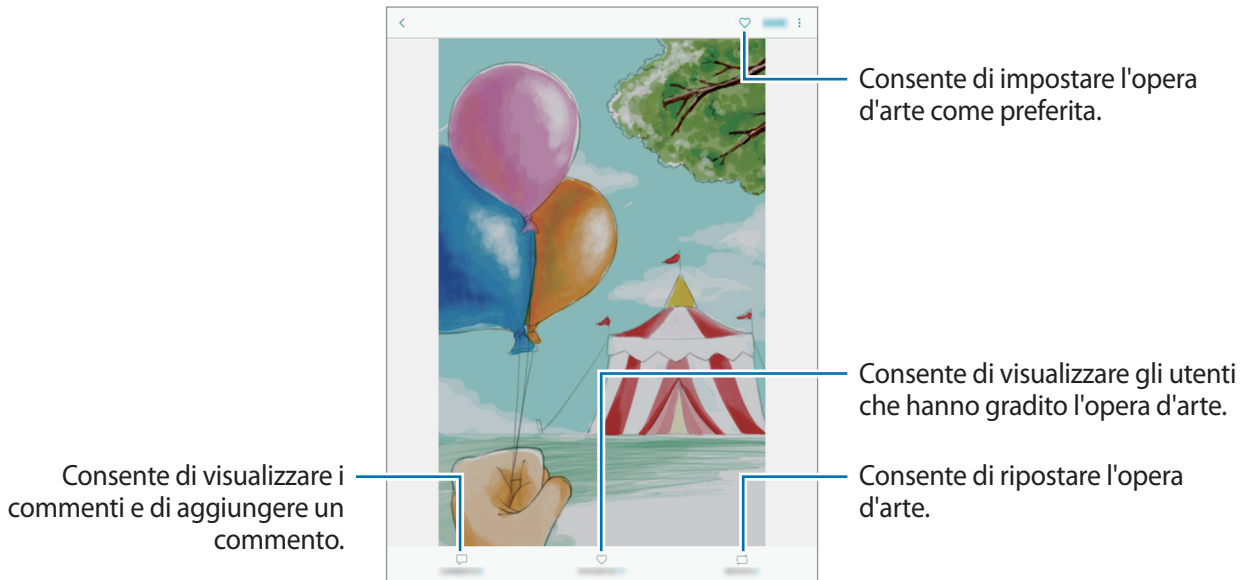 Consente di impostare l'opera
d'arte come preferita.
Consente di visualizzare gli utenti
che hanno gradito l'opera d'arte.
Consente di visualizzare i
commenti e di aggiungere un
commento.
Consente di ripostare l'opera
d'arte.